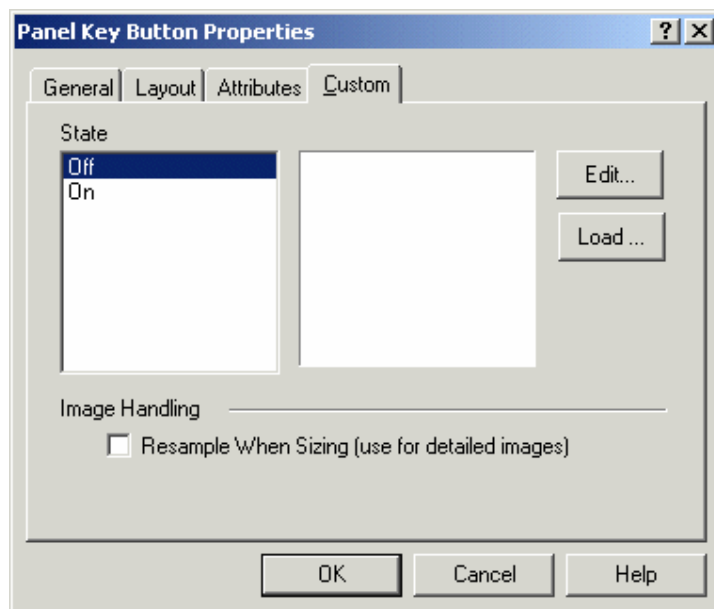 Panel Key Button Properties
General Layout Attributes Custom
State
Off
On
Edit...
Load ...
Image Handling
Resample When Sizing (use for detailed images)
OK Cancel Help